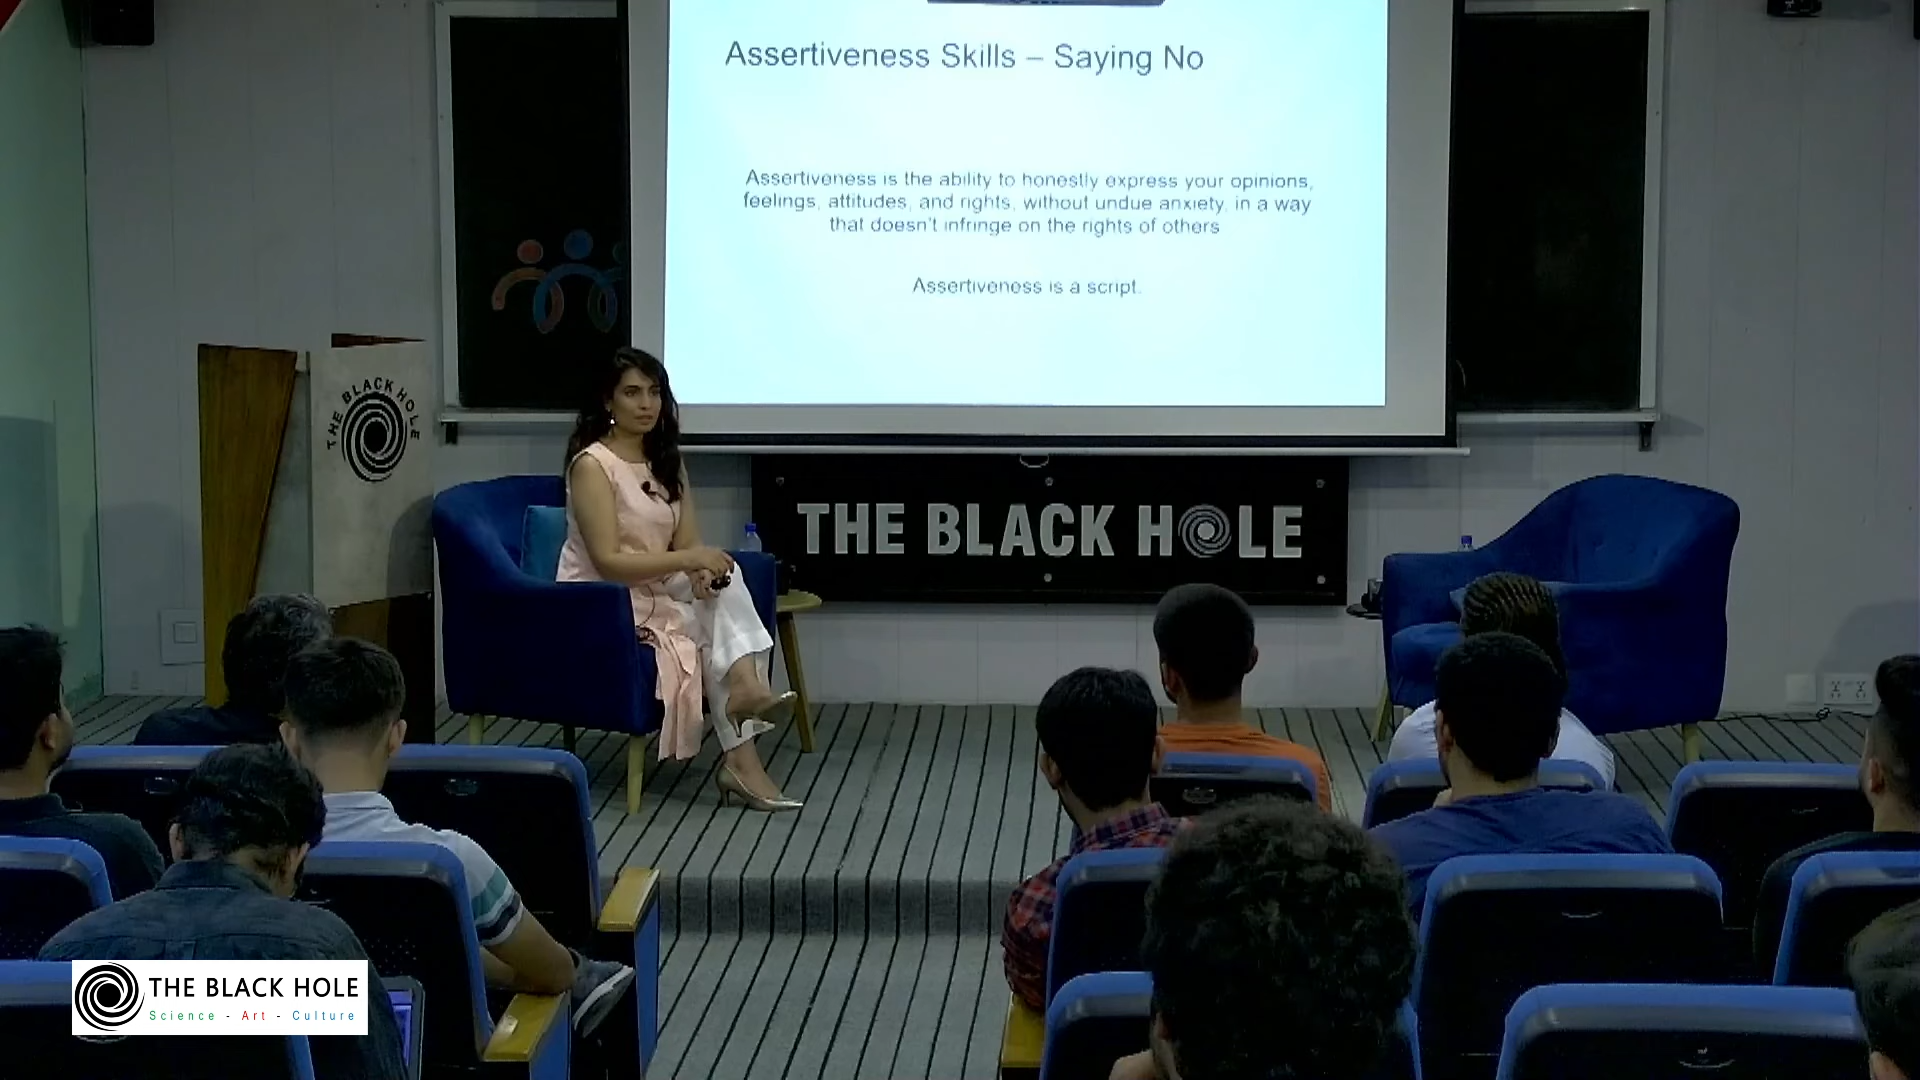 Assertiveness Skills – Saying No
Assertiveness is the ability to honestly express your opinions,
feelings, attitudes, and rights, without undue anxiety, in a way
that doesn't infringe on the rights of others
Assertiveness is a script.
THE BLACK HOLE
THE BLACK HOLE
THE BLACK HOLE
Science - Art - Culture